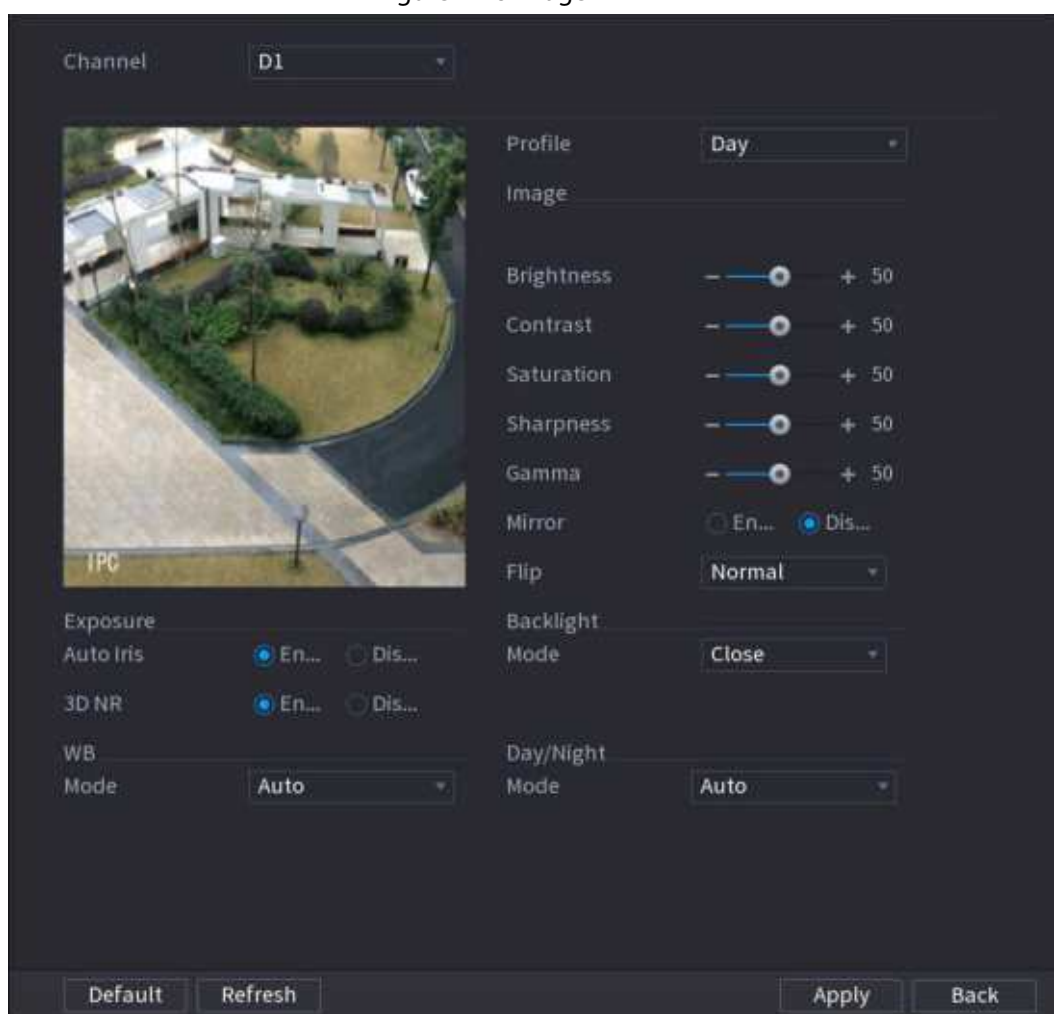 Channel D1
Profile Day
Image
Brightness - + 50
Contrast - + 50
Saturation - + 50
Sharpness - + 50
Gamma - + 50
Mirror En... Dis...
IPC
Flip Normal
Exposure
Auto Iris En... Dis...
3D NR En... Dis...
WB
Mode Auto
Backlight
Mode Close
Day/Night
Mode Auto
Default Refresh Apply Back